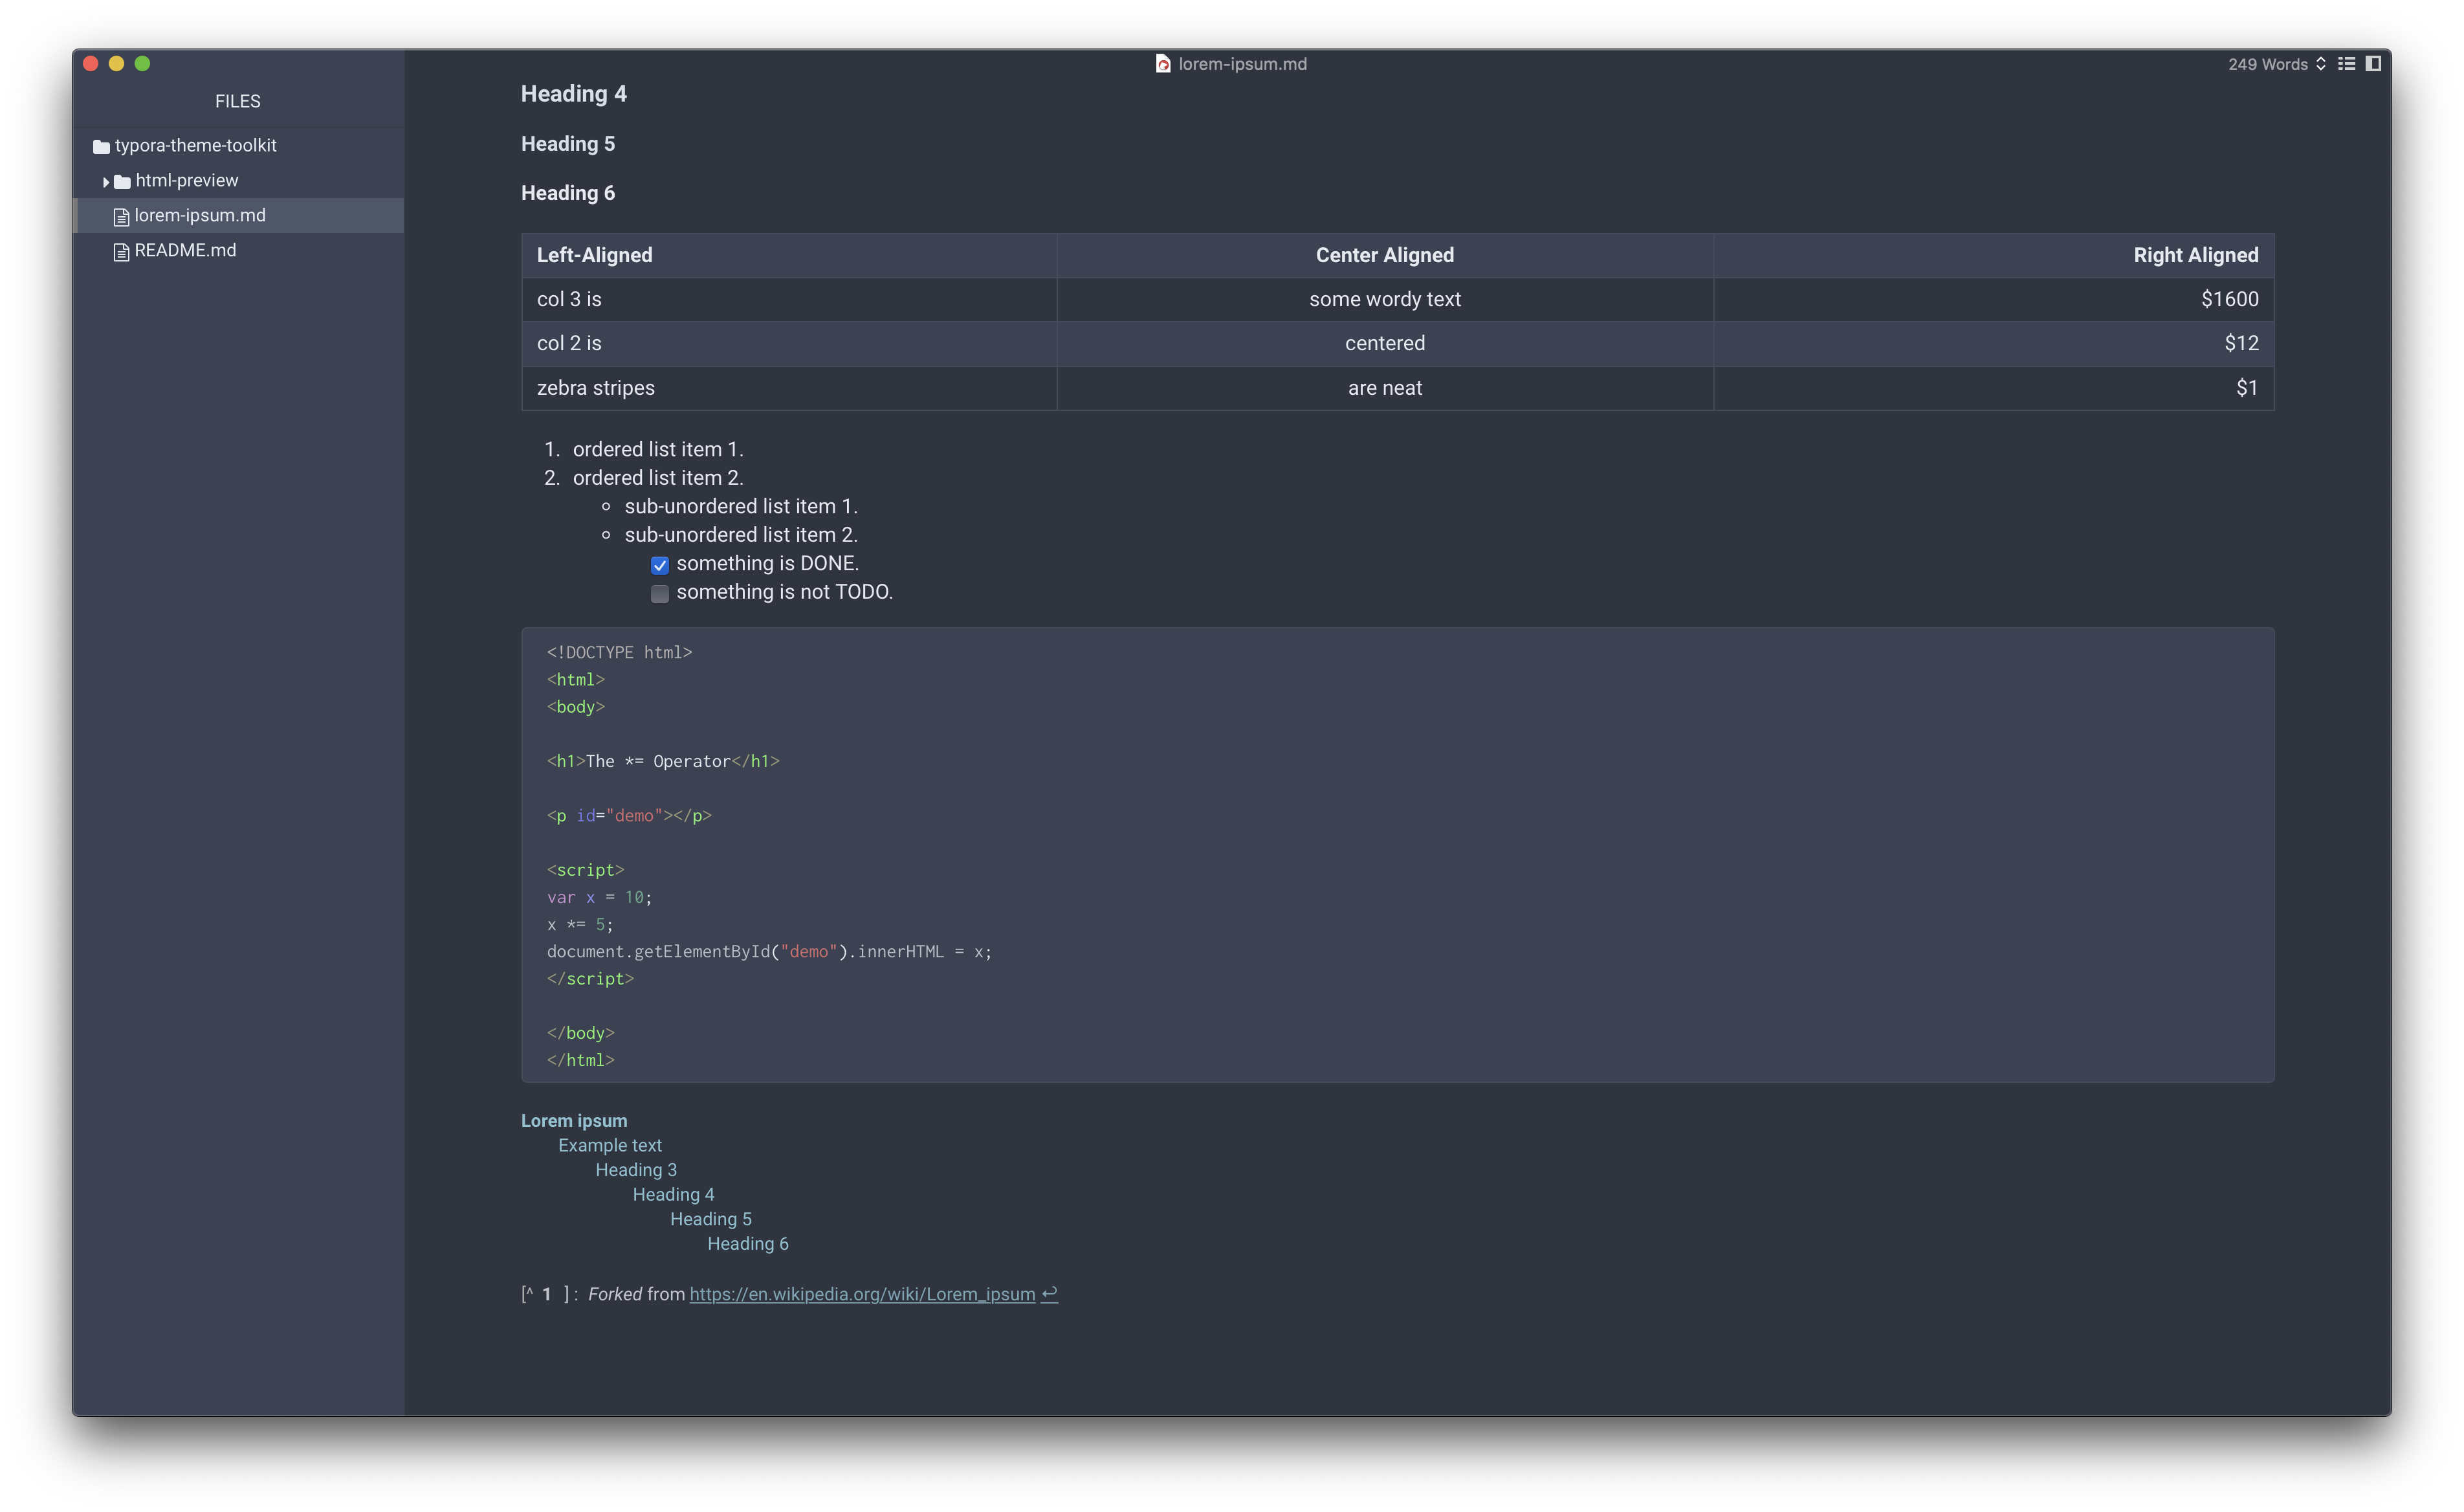 lorem-ipsum.md
249 Words
FILES
typora-theme-toolkit
html-preview
lorem-ipsum.md
README.md
Heading 4
Heading 5
Heading 6
Left-Aligned Center Aligned Right Aligned
col 3 is some wordy text $1600
col 2 is centered $12
zebra stripes are neat $1
1. ordered list item 1.
2. ordered list item 2.
sub-unordered list item 1.
sub-unordered list item 2.
something is DONE.
something is not TODO.
<!DOCTYPE html>
<html>
<body>
<h1>The *= Operator</h1>
<p id="demo"></p>
<script>
var x = 10;
x *= 5;
document.getElementById("demo").innerHTML = x;
</script>
</body>
</html>
Lorem ipsum
Example text
Heading 3
Heading 4
Heading 5
Heading 6
[^ 1 ] : Forked from https://en.wikipedia.org/wiki/Lorem_ipsum ↩